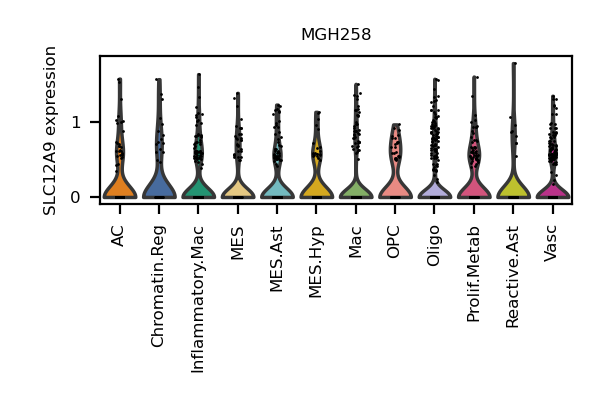 MGH258
SLC12A9 expression
1
0
AC
Chromatin.Reg
Inflammatory.Mac
MES
MES.Ast
MES.Hyp
Mac
OPC
Oligo
Prolif.Metab
Reactive.Ast
Vasc